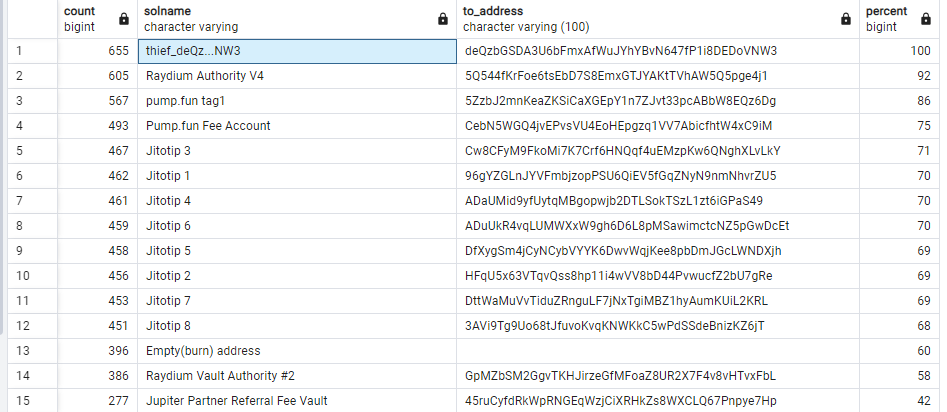 count solname to_address percent
bigint character varying character varying (100) bigint
1 655 thief_deQz...NW3 deQzbGSDA3U6bFmxAfWuJYhYBvN647fP1i8DEDoVNW3 100
2 605 Raydium Authority V4 5Q544fKrFoe6tsEbD7S8EmxGTJYAKtTVhAW5Q5pge4j1 92
3 567 pump.fun tag1 5ZzbJ2mnKeaZKSiCaXGEpY1n7ZJvt33pcABbW8EQz6Dg 86
4 493 Pump.fun Fee Account CebN5WGQ4jvEPvsVU4EoHEpgzq1VV7AbicfhtW4xC9iM 75
5 467 Jitotip 3 Cw8CFyM9FkoMi7K7Crf6HNQqf4uEMzpKw6QNghXLvLkY 71
6 462 Jitotip 1 96gYZGLnJYVFmbjzopPSU6QiEV5fGqZNyN9nmNhvrZU5 70
7 461 Jitotip 4 ADaUMid9yfUytqMBgopwjb2DTLSokTSzL1zt6iGPaS49 70
8 459 Jitotip 6 ADuUkR4vqLUMWXxW9gh6D6L8pMSawimctcNZ5pGwDcEt 70
9 458 Jitotip 5 DfXygSm4jCyNCybVYYK6DwvWqjKee8pbDmJGcLWNDXjh 69
10 456 Jitotip 2 HFqU5x63VTqvQss8hp11i4wVV8bD44PvwucfZ2bU7gRe 69
11 453 Jitotip 7 DttWaMuVvTiduZRnguLF7jNxTgiMBZ1hyAumKUiL2KRL 69
12 451 Jitotip 8 3AVi9Tg9Uo68tJfuvoKvqKNWKkC5wPdSSdeBnizKZ6jT 68
13 396 Empty(burn) address 60
14 386 Raydium Vault Authority #2 GpMZbSM2GgvTKHJirzeGfMFoaZ8UR2X7F4v8vHTvxFbL 58
15 277 Jupiter Partner Referral Fee Vault 45ruCyfdRkWpRNGEqWzjCiXRHkZs8WXCLQ67Pnpye7Hp 42